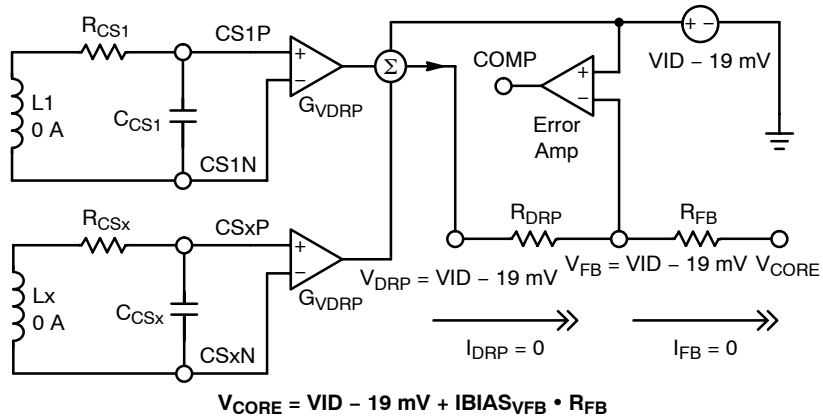 R_CS1
CS1P
L1
0 A
C_CS1
CS1N
+
−
G_VDRP
Σ
COMP
+
−
Error
Amp
+ −
VID − 19 mV
R_CSx
CSxP
Lx
0 A
C_CSx
CSxN
+
−
G_VDRP
R_DRP
R_FB
V_DRP = VID − 19 mV
V_FB = VID − 19 mV
V_CORE
I_DRP = 0
I_FB = 0
V_CORE = VID − 19 mV + IBIAS_VFB • R_FB